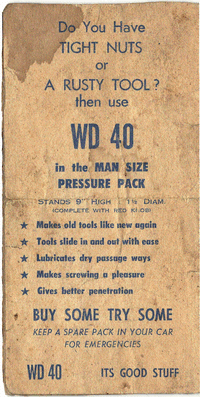 Do You Have
TIGHT NUTS
or
A RUSTY TOOL?
then use
WD 40
in the MAN SIZE
PRESSURE PACK
STANDS 9" HIGH 1⅞ DIAM.
(COMPLETE WITH RED KNOB)
★ Makes old tools like new again
★ Tools slide in and out with ease
★ Lubricates dry passage ways
★ Makes screwing a pleasure
★ Gives better penetration
BUY SOME TRY SOME
KEEP A SPARE PACK IN YOUR CAR
FOR EMERGENCIES
WD 40 ITS GOOD STUFF